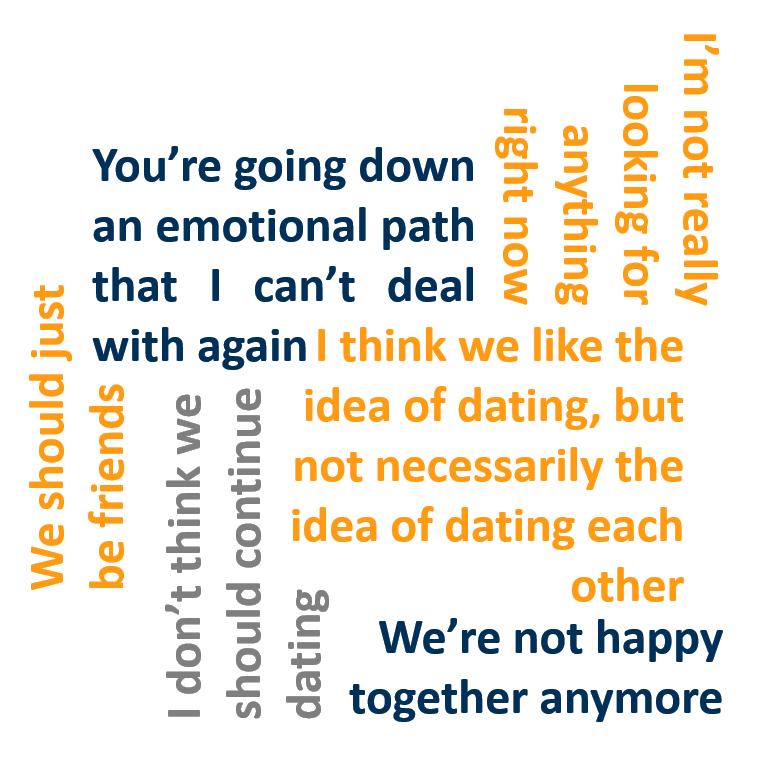 You're going down
an emotional path
that I can't deal
with again
I'm not really
looking for
anything
right now
I think we like the
idea of dating, but
not necessarily the
idea of dating each
other
We should just
be friends
I don't think we
should continue
dating
We're not happy
together anymore